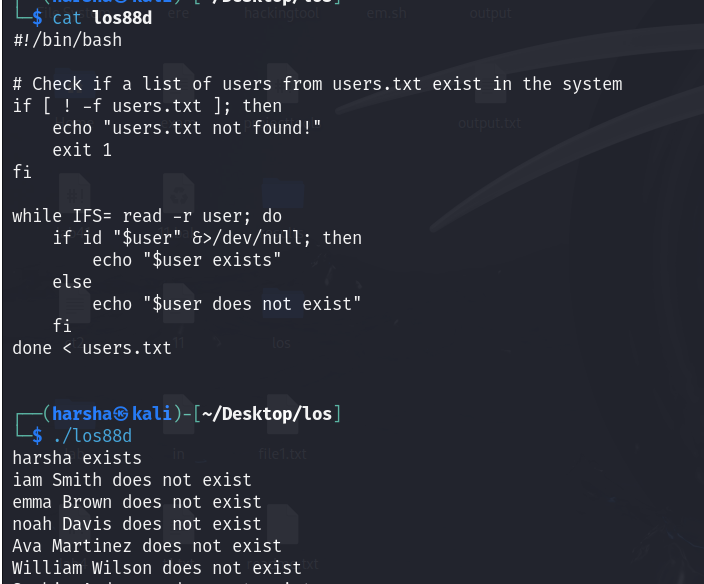 ┌──(harsha㉿kali)-[~/Desktop/los]
└─$ cat los88d
#!/bin/bash

# Check if a list of users from users.txt exist in the system
if [ ! -f users.txt ]; then
    echo "users.txt not found!"
    exit 1
fi

while IFS= read -r user; do
    if id "$user" &>/dev/null; then
        echo "$user exists"
    else
        echo "$user does not exist"
    fi
done < users.txt

┌──(harsha㉿kali)-[~/Desktop/los]
└─$ ./los88d
harsha exists
iam Smith does not exist
emma Brown does not exist
noah Davis does not exist
Ava Martinez does not exist
William Wilson does not exist